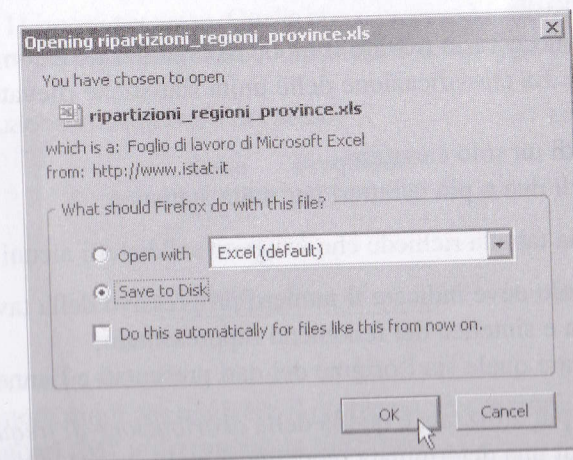 Opening ripartizioni_regioni_province.xls
You have chosen to open
ripartizioni_regioni_province.xls
which is a: Foglio di lavoro di Microsoft Excel
from: http://www.istat.it
What should Firefox do with this file?
Open with Excel (default)
Save to Disk
Do this automatically for files like this from now on.
OK Cancel